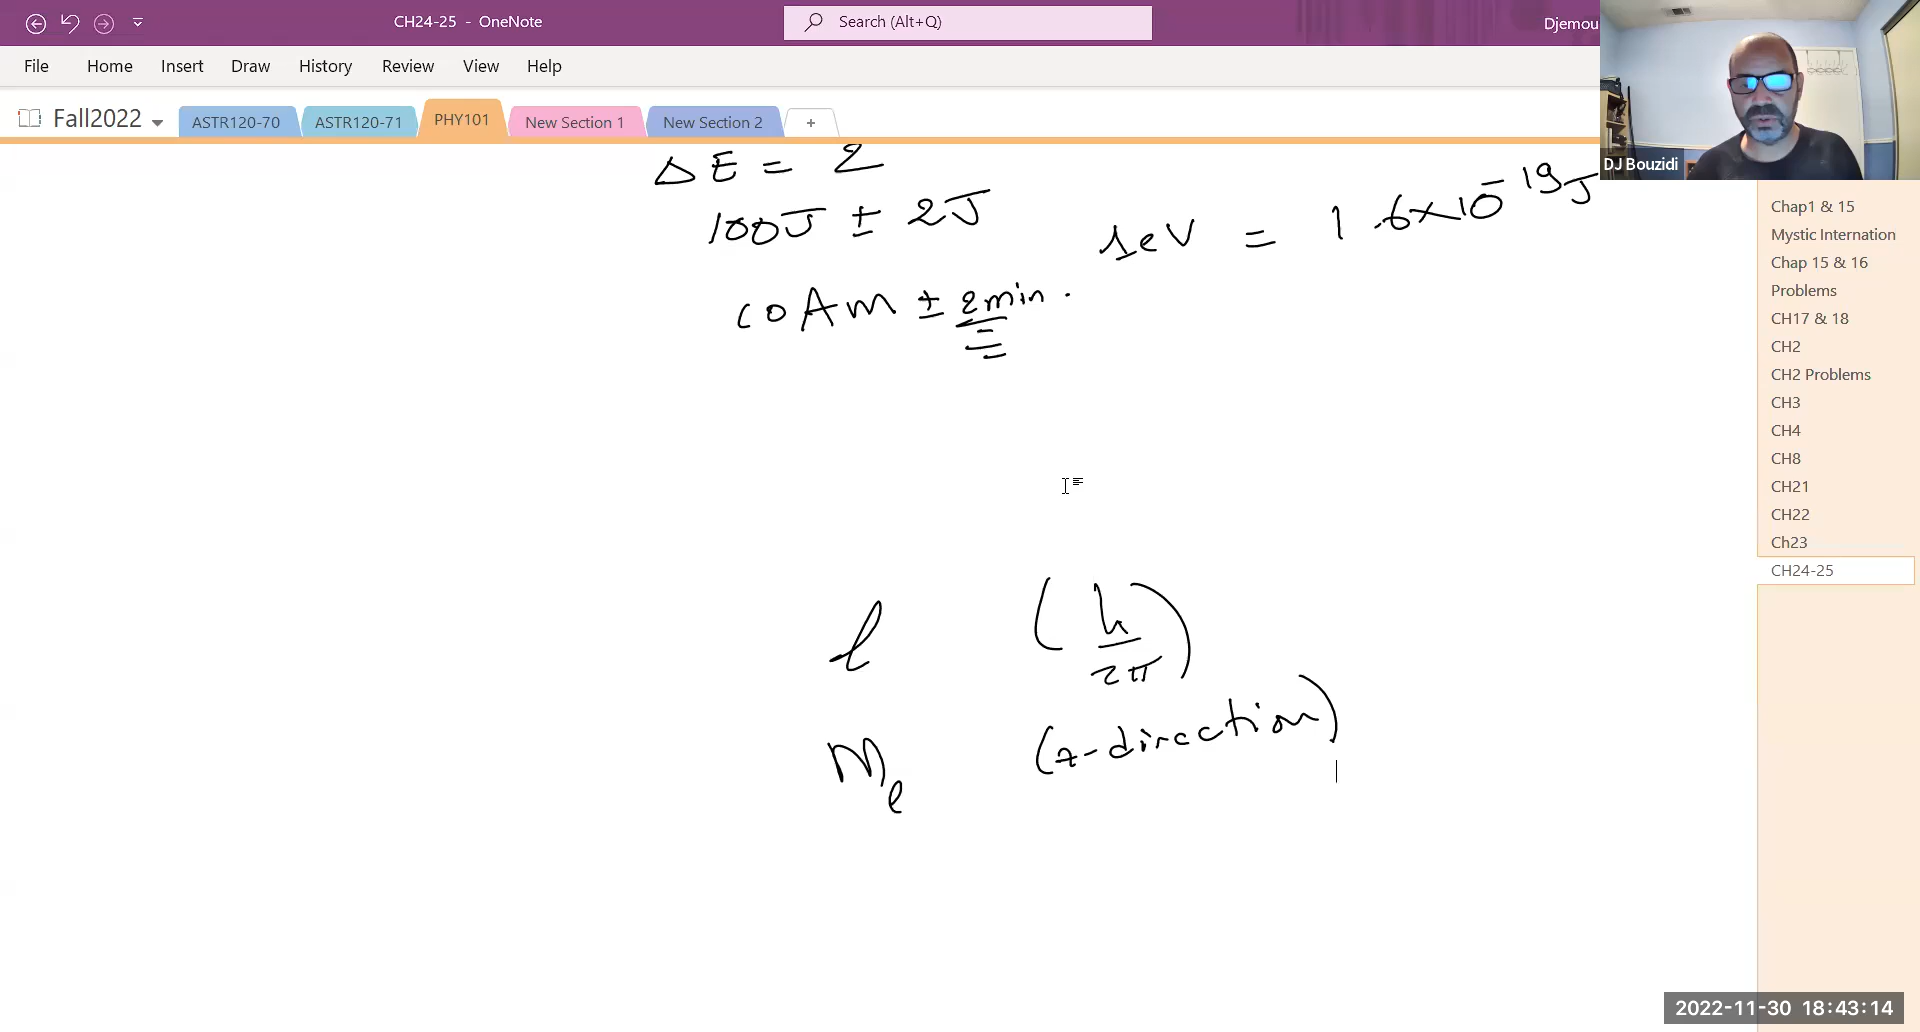 CH24-25 - OneNote
Search (Alt+Q)
Djemou
File Home Insert Draw History Review View Help
Fall2022 ASTR120-70 ASTR120-71 PHY101 New Section 1 New Section 2 +
DJ Bouzidi
ΔE = 2
100J ± 2J
1eV = 1.6×10⁻¹⁹J
10AM ± 2min.
ℓ (h/2π)
mℓ (z-direction)
Chap1 & 15
Mystic Internation
Chap 15 & 16
Problems
CH17 & 18
CH2
CH2 Problems
CH3
CH4
CH8
CH21
CH22
Ch23
CH24-25
2022-11-30 18:43:14